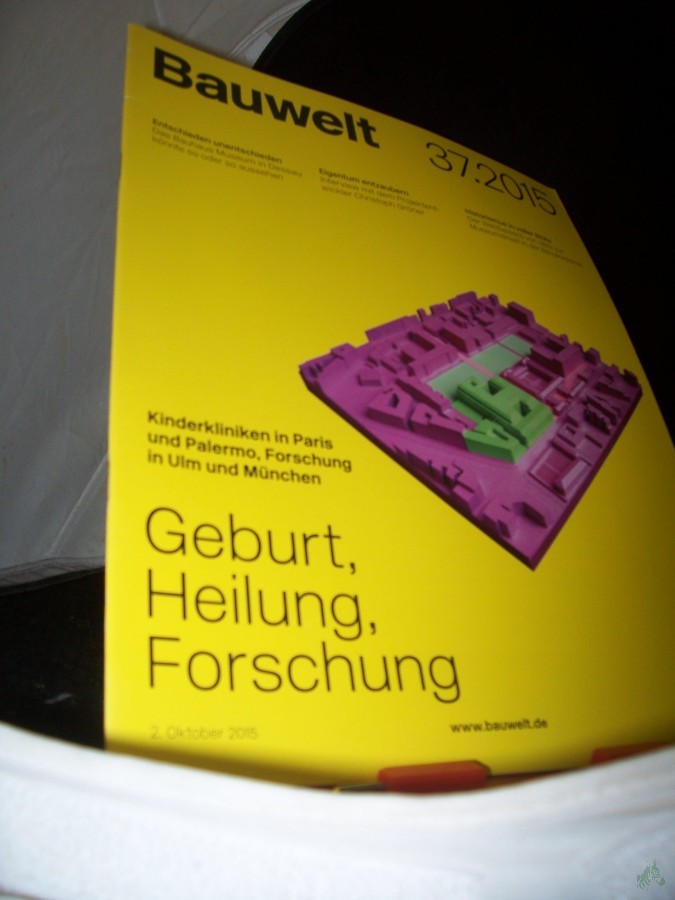 Bauwelt
37.2015
Entschieden unentschieden
Das Bauhaus Museum in Dessau
könnte so oder so aussehen
Eigentum entzaubern
Interview mit dem Projektent-
wickler Christoph Gröner
Kinderkliniken in Paris
und Palermo, Forschung
in Ulm und München
Geburt,
Heilung,
Forschung
2. Oktober 2015
www.bauwelt.de